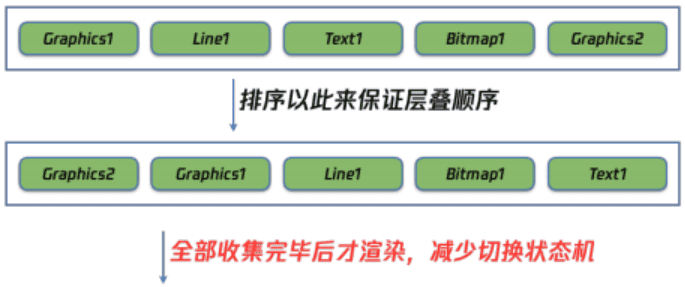 Graphics1 Line1 Text1 Bitmap1 Graphics2
排序以此来保证层叠顺序
Graphics2 Graphics1 Line1 Bitmap1 Text1
全部收集完毕后才渲染，减少切换状态机